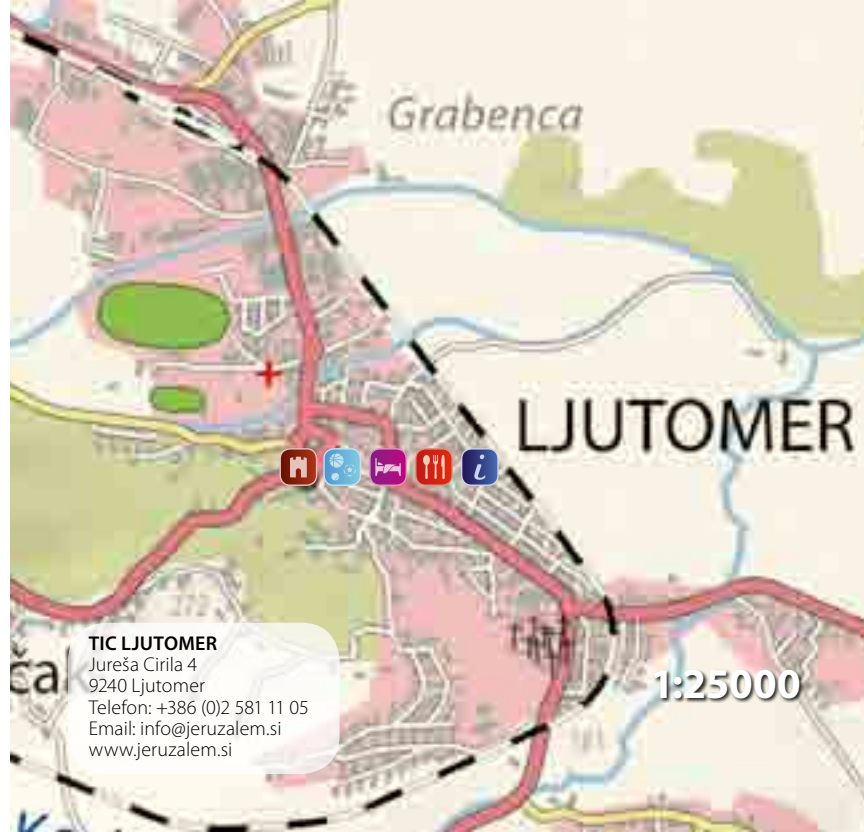 Grabenca
LJUTOMER
i
TIC LJUTOMER
Jureša Cirila 4
9240 Ljutomer
Telefon: +386 (0)2 581 11 05
Email: info@jeruzalem.si
www.jeruzalem.si
1:25000